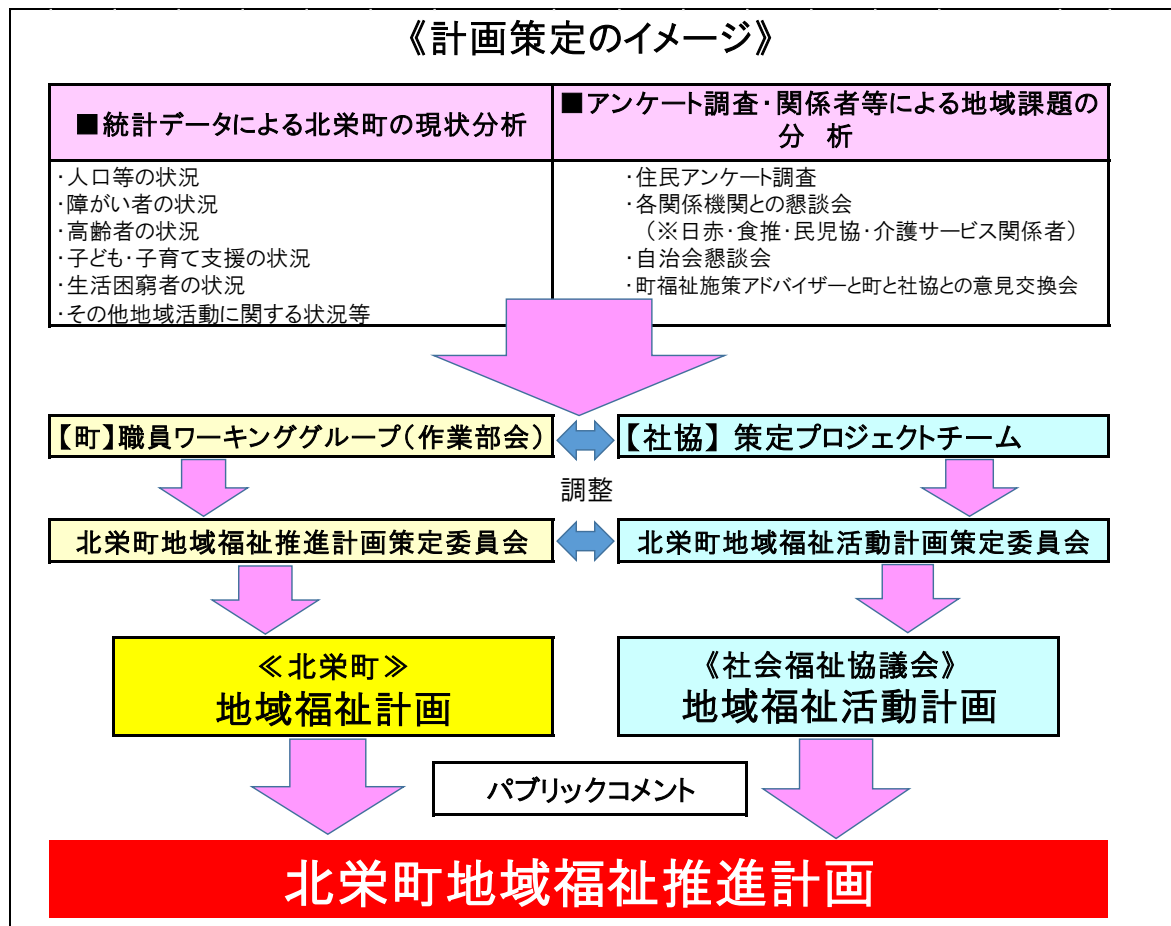 《計画策定のイメージ》
■統計データによる北栄町の現状分析
■アンケート調査・関係者等による地域課題の
分　析
・人口等の状況
・障がい者の状況
・高齢者の状況
・子ども・子育て支援の状況
・生活困窮者の状況
・その他地域活動に関する状況等
・住民アンケート調査
・各関係機関との懇談会
（※日赤・食推・民児協・介護サービス関係者）
・自治会懇談会
・町福祉施策アドバイザーと町と社協との意見交換会
【町】職員ワーキンググループ（作業部会）
【社協】 策定プロジェクトチーム
調整
北栄町地域福祉推進計画策定委員会
北栄町地域福祉活動計画策定委員会
≪北栄町≫
地域福祉計画
《社会福祉協議会》
地域福祉活動計画
パブリックコメント
北栄町地域福祉推進計画